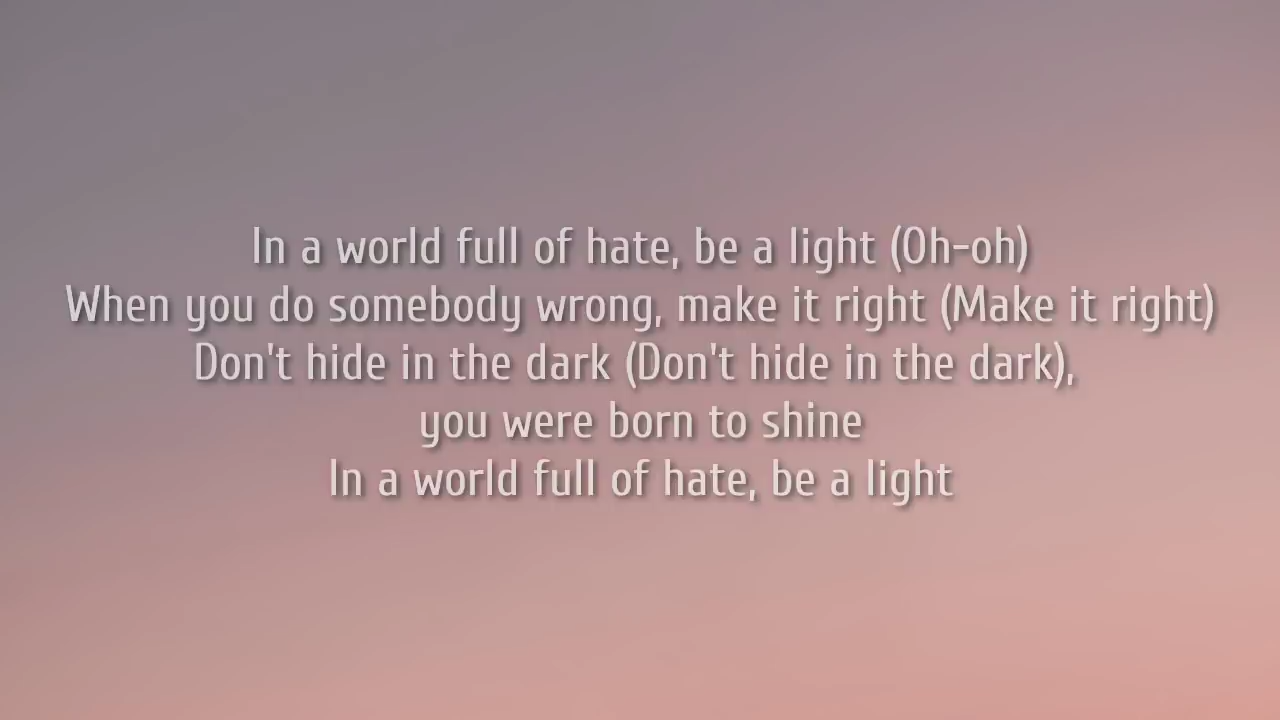 In a world full of hate, be a light (Oh-oh)
When you do somebody wrong, make it right (Make it right)
Don't hide in the dark (Don't hide in the dark),
you were born to shine
In a world full of hate, be a light